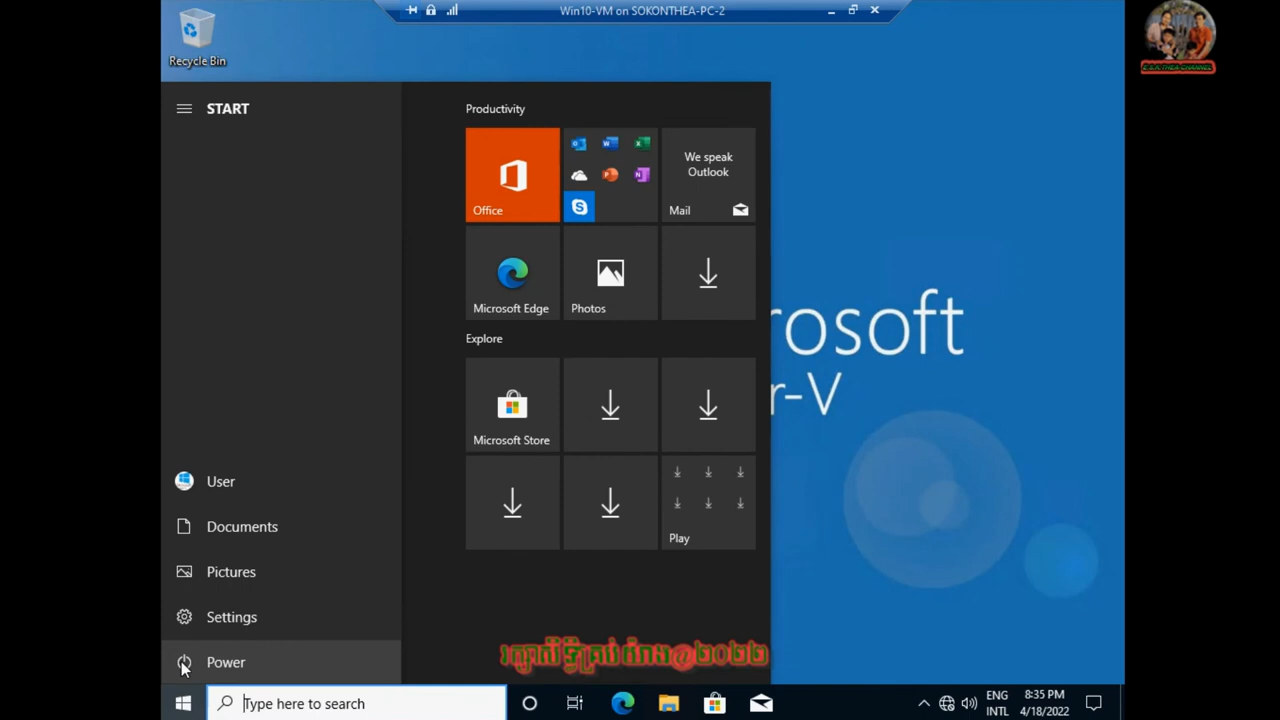 Win10-VM on SOKONTHEA-PC-2
Recycle Bin
START
Productivity
We speak
Outlook
Office
Mail
Microsoft Edge
Photos
Explore
rosoft
r-V
Microsoft Store
Play
User
Documents
Pictures
Settings
Power
Type here to search
ENG
INTL
8:35 PM
4/18/2022